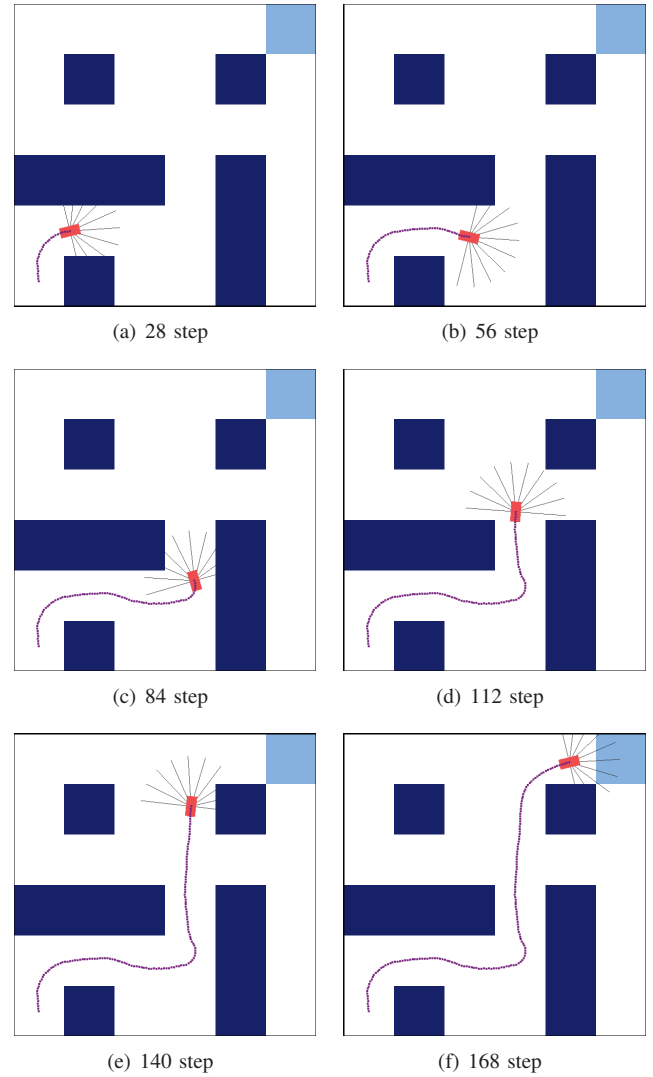 (a) 28 step
(b) 56 step
(c) 84 step
(d) 112 step
(e) 140 step
(f) 168 step